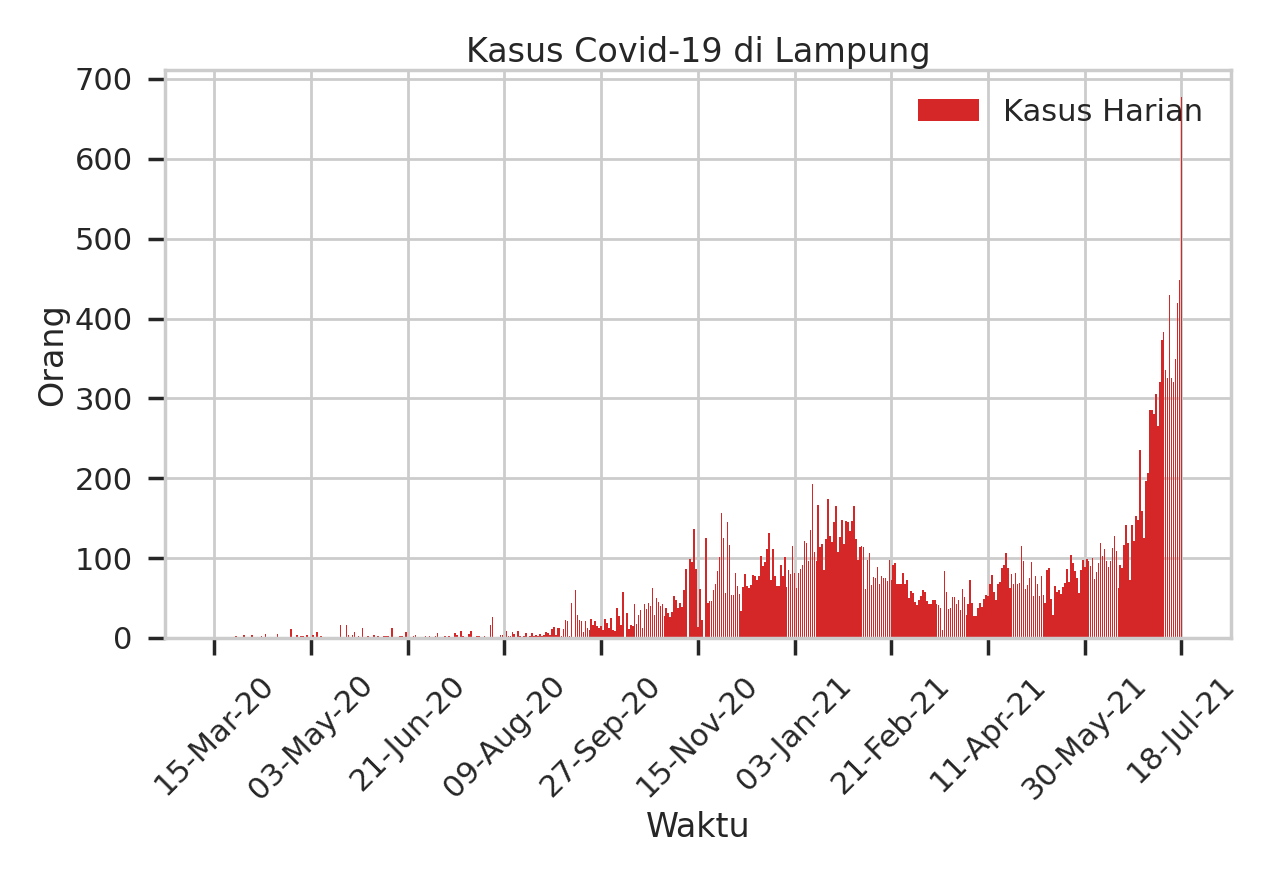 Kasus Covid-19 di Lampung
Kasus Harian
Orang
700
600
500
400
300
200
100
0
15-Mar-20
03-May-20
21-Jun-20
09-Aug-20
27-Sep-20
15-Nov-20
03-Jan-21
21-Feb-21
11-Apr-21
30-May-21
18-Jul-21
Waktu